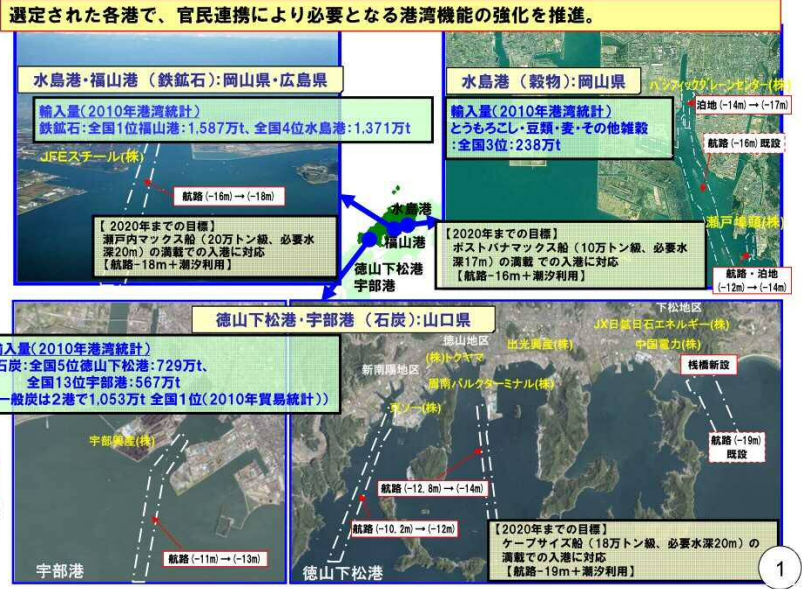 選定された各港で、官民連携により必要となる港湾機能の強化を推進。
水島港・福山港（鉄鉱石）：岡山県・広島県
輸入量(2010年港湾統計)
鉄鉱石：全国1位福山港：1,587万t、全国4位水島港：1,371万t
JFEスチール(株)
航路(-16m)→(-18m)
【2020年までの目標】
瀬戸内マックス船（20万トン級、必要水
深20m）の満載での入港に対応
【航路-18m＋潮汐利用】
水島港（穀物）：岡山県
輸入量(2010年港湾統計)
とうもろこし・豆類・麦・その他雑穀
：全国3位：238万t
パシフィックグレーンセンター(株)
泊地(-14m)→(-17m)
航路(-16m)既設
瀬戸埠頭(株)
航路・泊地
(-12m)→(-14m)
【2020年までの目標】
ポストパナマックス船（10万トン級、必要水
深17m）の満載 での入港に対応
【航路-16m＋潮汐利用】
水島港
福山港
徳山下松港
宇部港
徳山下松港・宇部港（石炭）：山口県
輸入量(2010年港湾統計)
石炭：全国5位徳山下松港：729万t、
全国13位宇部港：567万t
一般炭は2港で1,053万t 全国1位(2010年貿易統計))
宇部興産(株)
航路(-11m)→(-13m)
宇部港
新南陽地区
東ソー(株)
徳山地区
(株)トクヤマ
出光興産(株)
周南バルクターミナル(株)
下松地区
JX日鉱日石エネルギー(株)
中国電力(株)
桟橋新設
航路(-19m)
既設
航路(-12.8m)→(-14m)
航路(-10.2m)→(-12m)
徳山下松港
【2020年までの目標】
ケープサイズ船（18万トン級、必要水深20m）の
満載での入港に対応
【航路-19m＋潮汐利用】
1